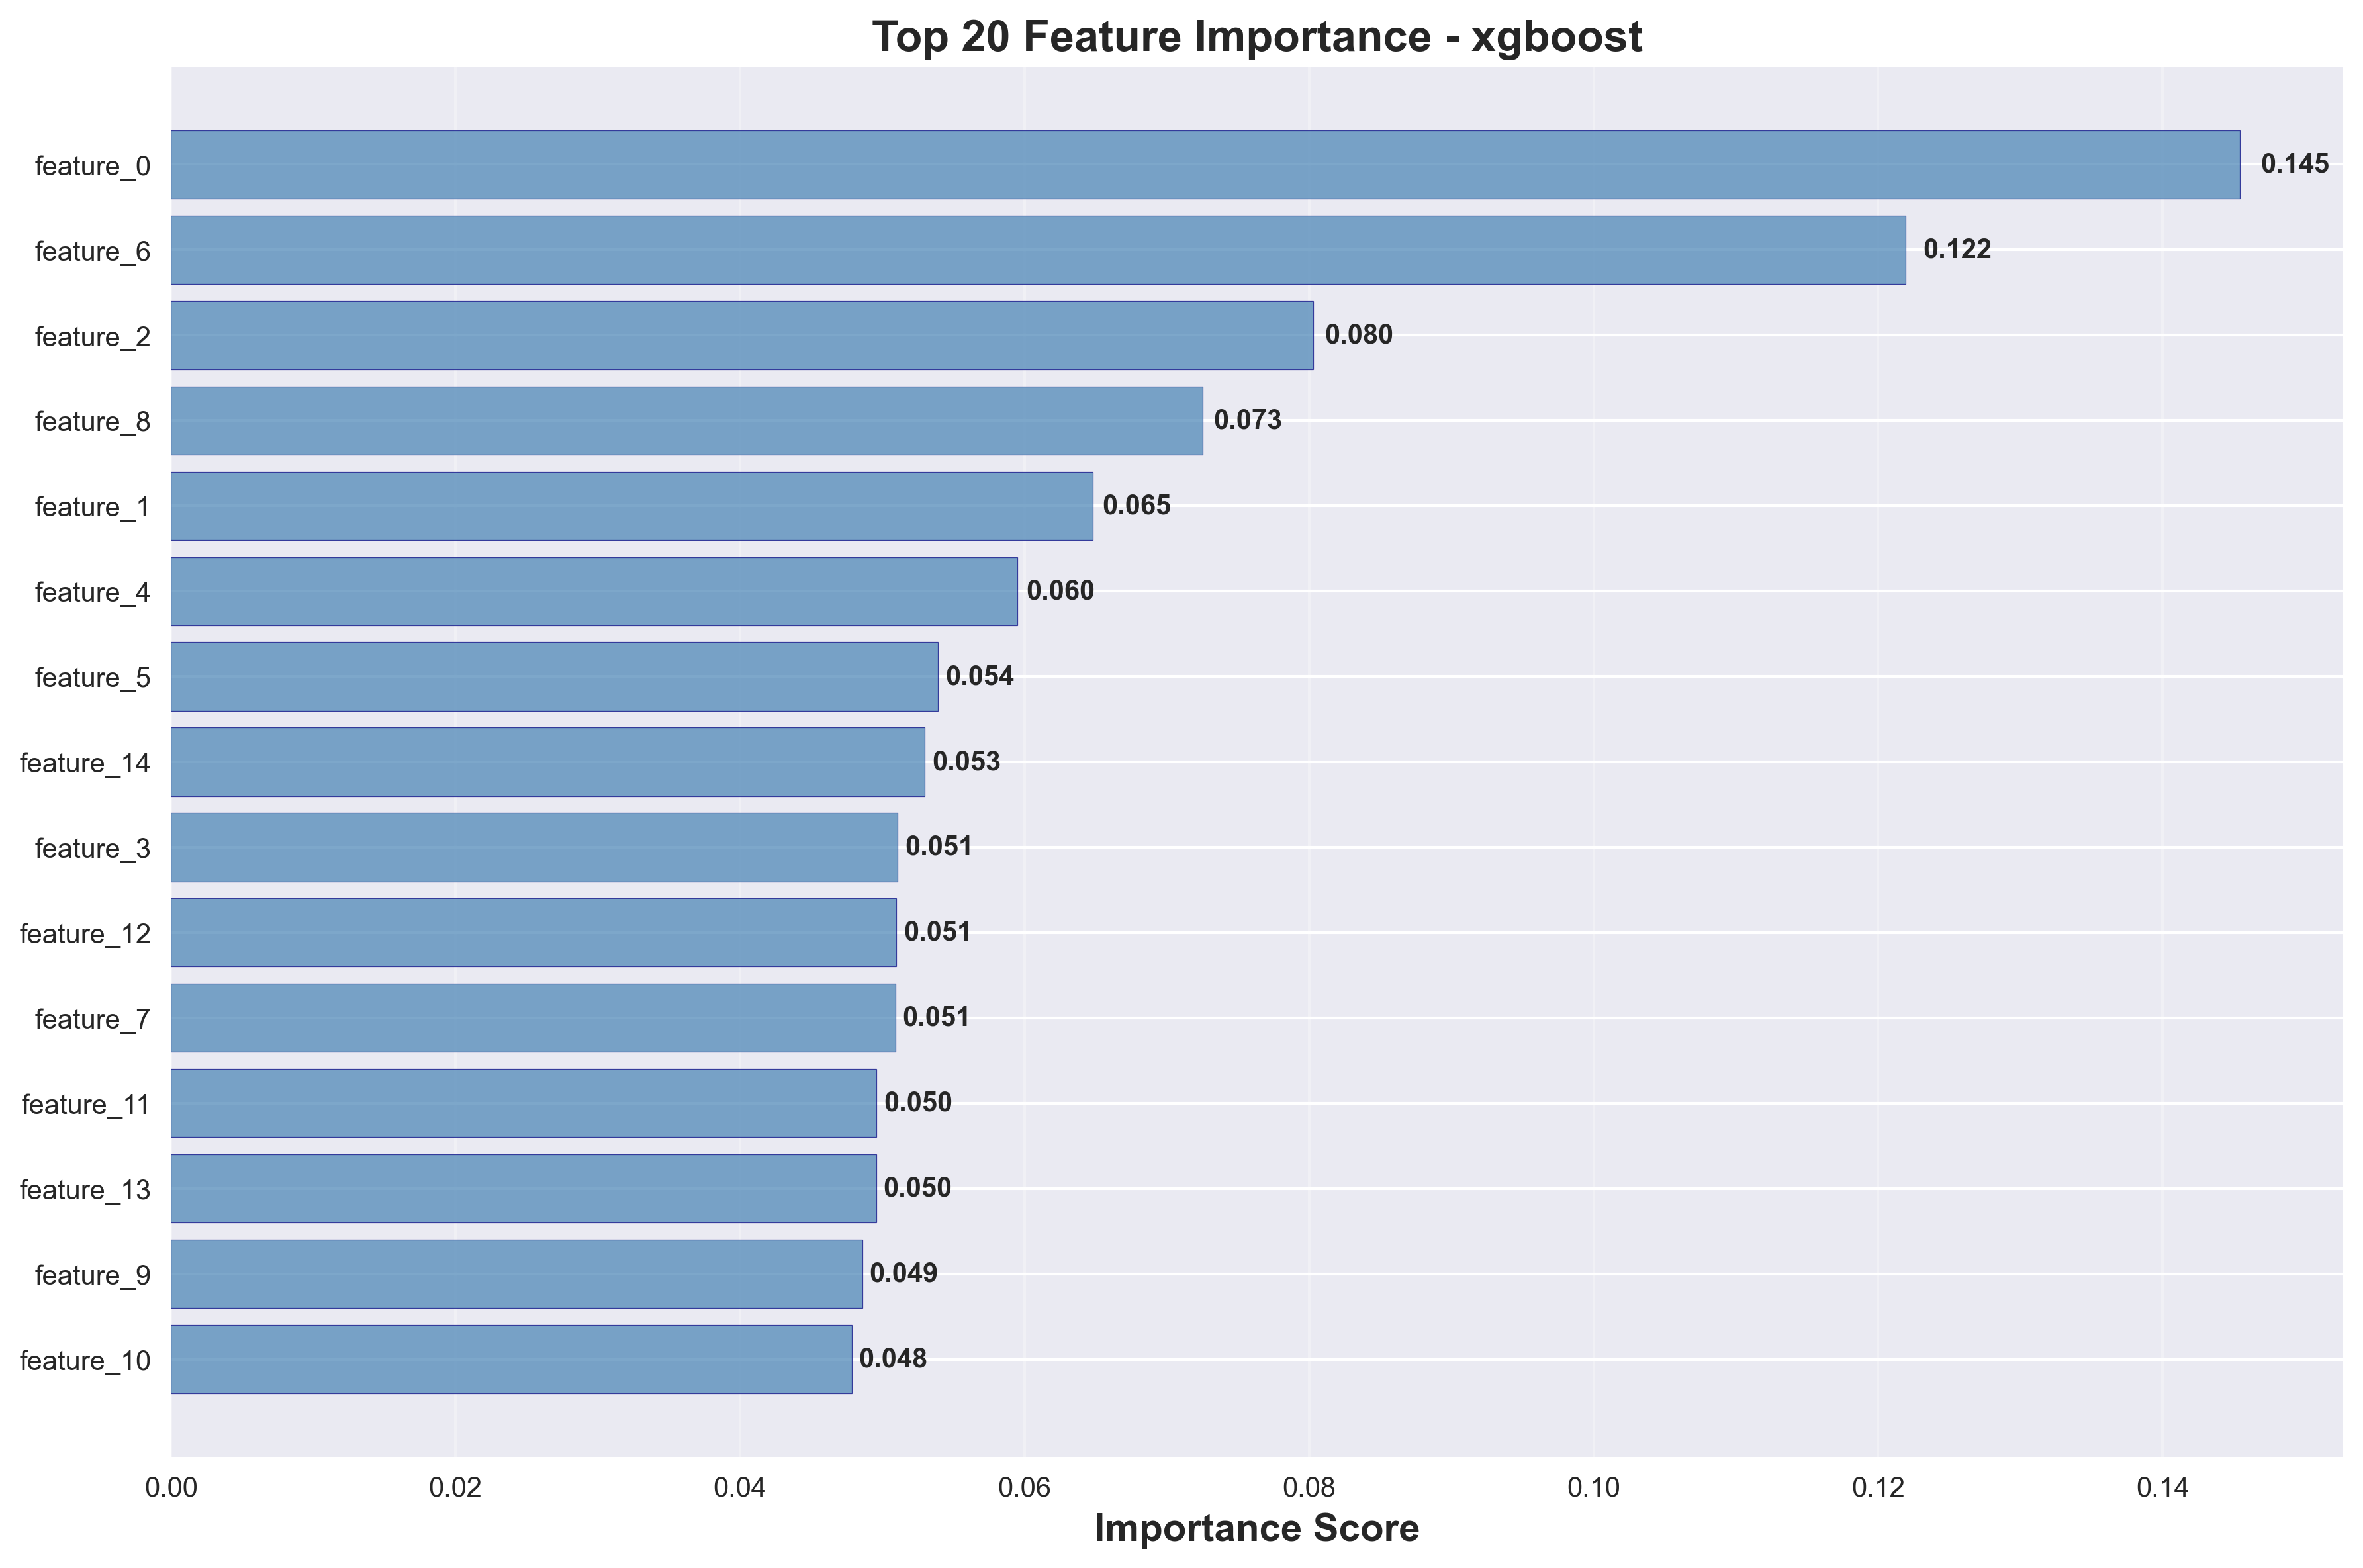 Top 20 Feature Importance - xgboost
feature_0 0.145
feature_6 0.122
feature_2 0.080
feature_8 0.073
feature_1 0.065
feature_4 0.060
feature_5 0.054
feature_14 0.053
feature_3 0.051
feature_12 0.051
feature_7 0.051
feature_11 0.050
feature_13 0.050
feature_9 0.049
feature_10 0.048
0.00 0.02 0.04 0.06 0.08 0.10 0.12 0.14
Importance Score